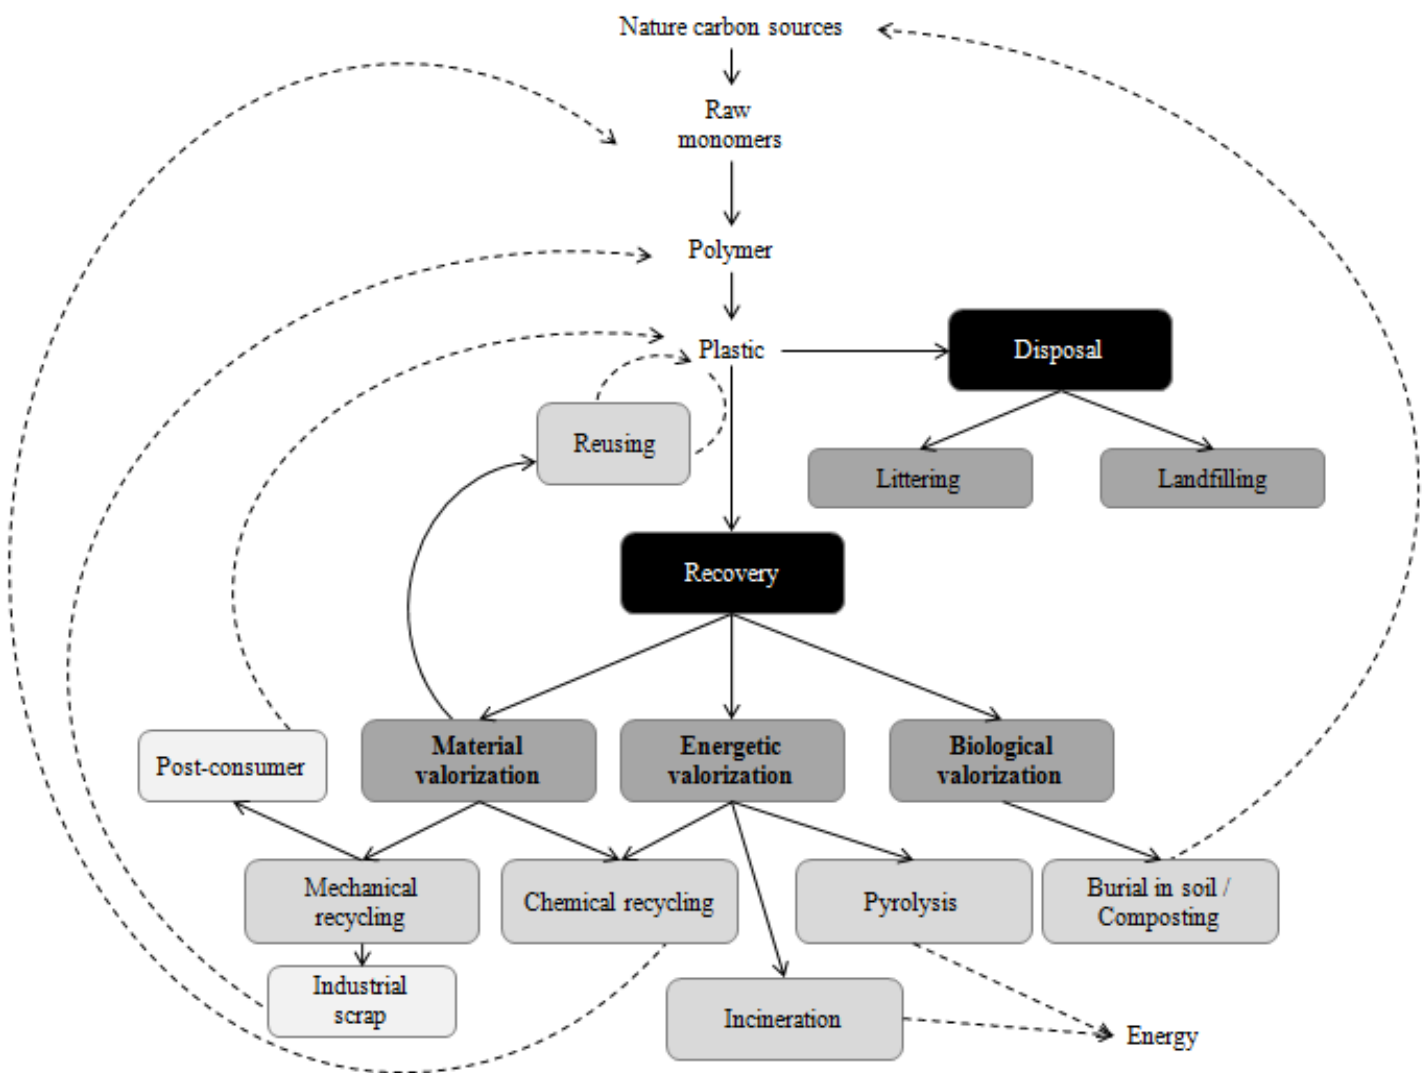 Nature carbon sources
Raw
monomers
Polymer
Plastic
Disposal
Reusing
Littering
Landfilling
Recovery
Post-consumer
Material
valorization
Energetic
valorization
Biological
valorization
Mechanical
recycling
Chemical recycling
Pyrolysis
Burial in soil /
Composting
Industrial
scrap
Incineration
Energy